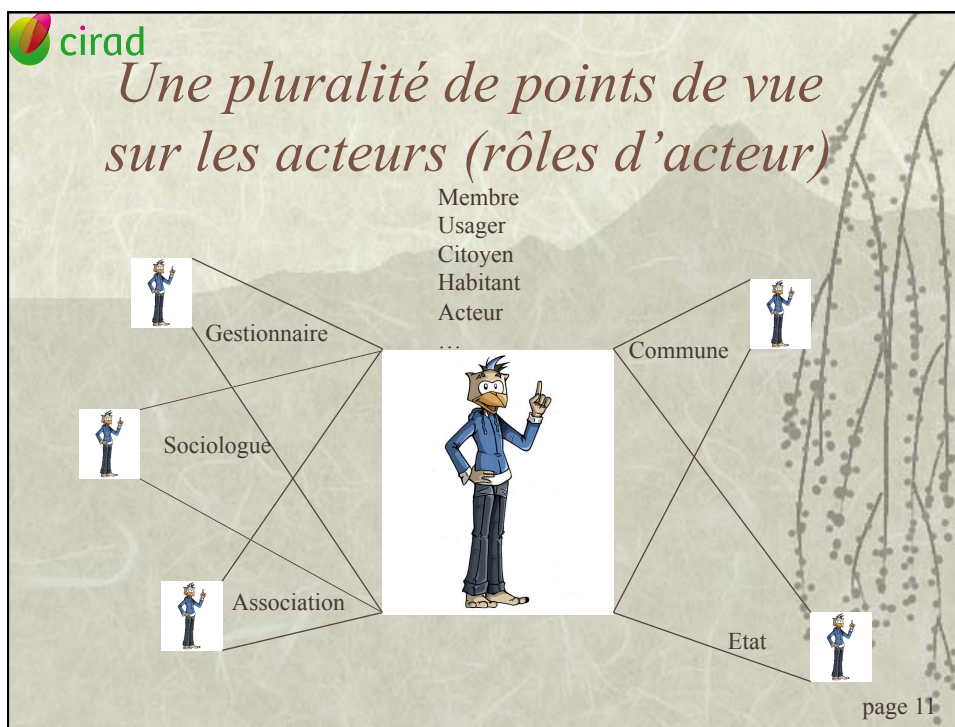 cirad
Une pluralité de points de vue
sur les acteurs (rôles d’acteur)
Membre
Usager
Citoyen
Habitant
Acteur
...
Gestionnaire
Commune
Sociologue
Association
Etat
page 11